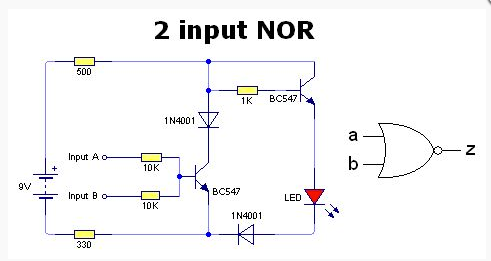 2 input NOR
500
1K
BC547
1N4001
Input A
10K
a
z
b
+
9V
Input B
10K
BC547
LED
1N4001
330